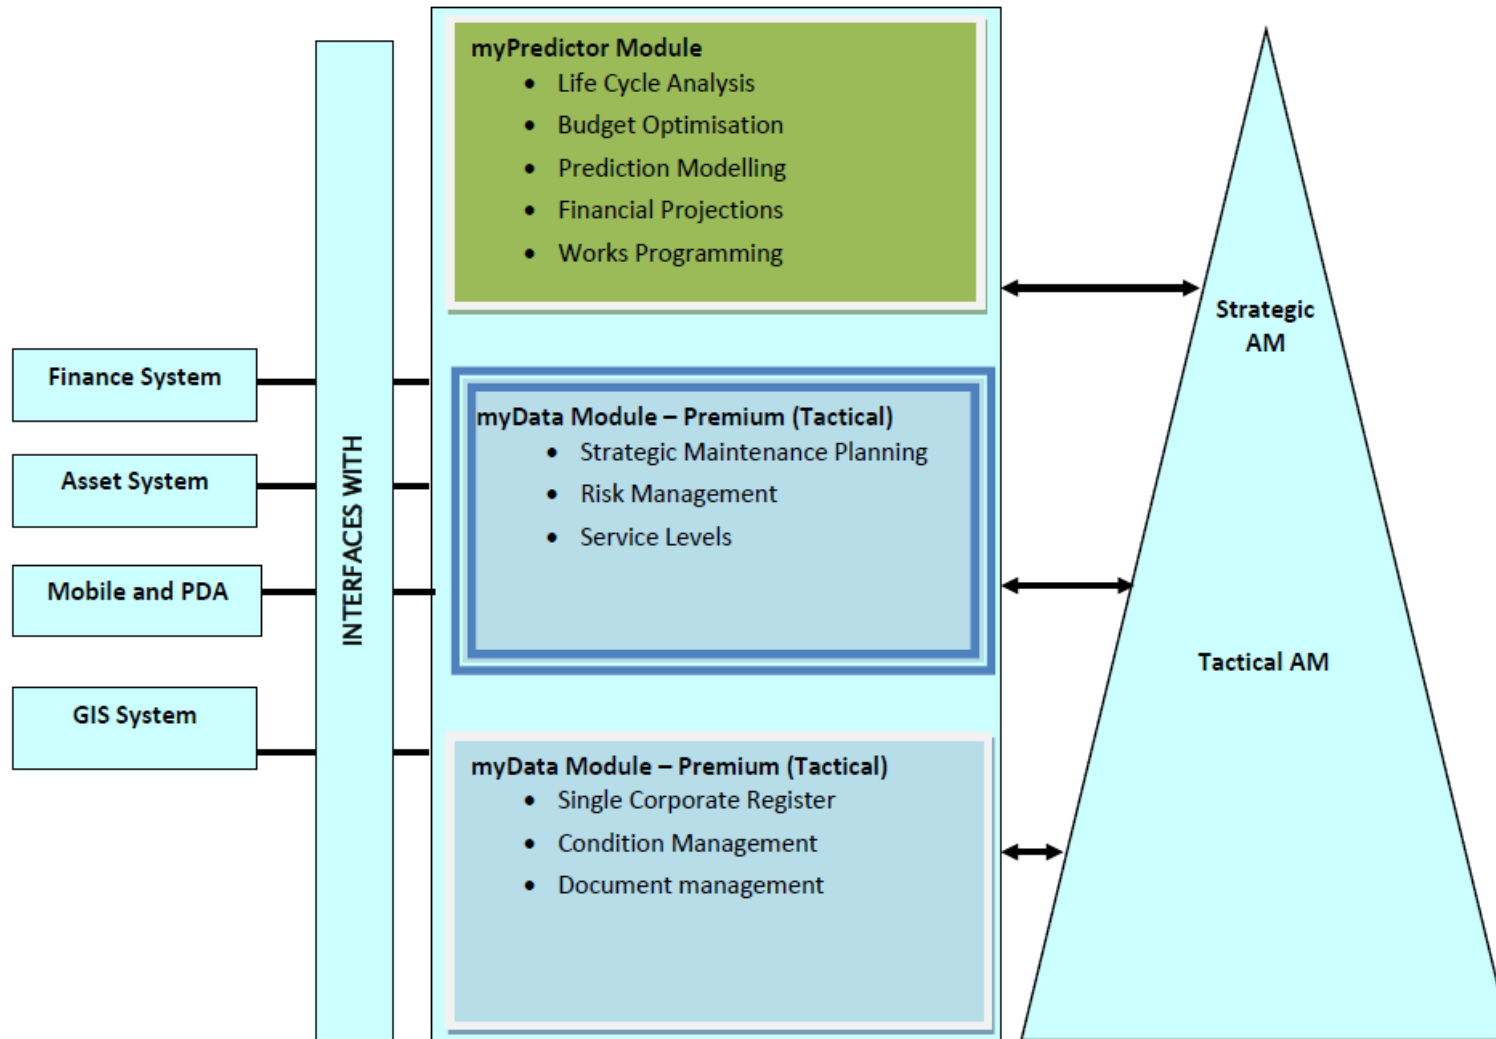 myPredictor Module
• Life Cycle Analysis
• Budget Optimisation
• Prediction Modelling
• Financial Projections
• Works Programming
Strategic
AM
Finance System
Asset System
Mobile and PDA
GIS System
INTERFACES WITH
myData Module – Premium (Tactical)
• Strategic Maintenance Planning
• Risk Management
• Service Levels
Tactical AM
myData Module – Premium (Tactical)
• Single Corporate Register
• Condition Management
• Document management